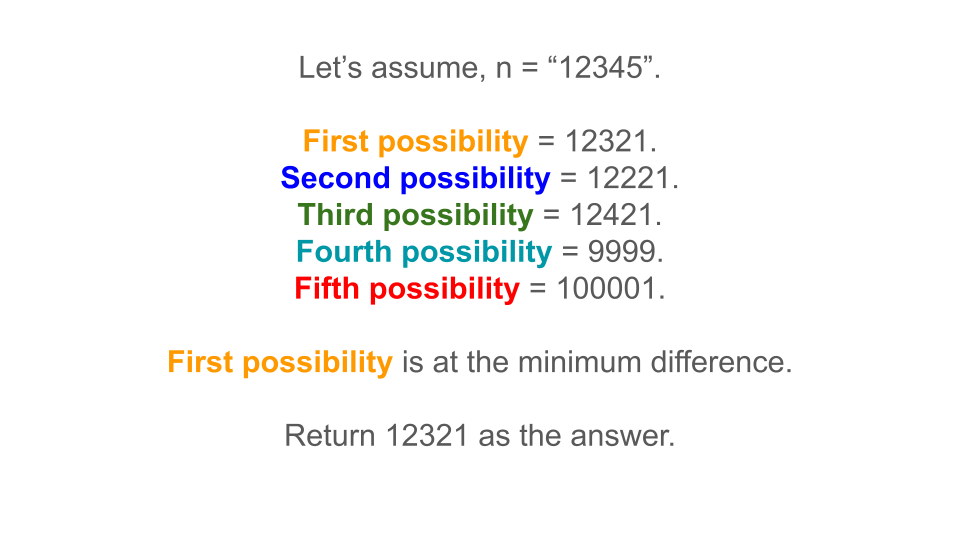 Let’s assume, n = “12345”.
First possibility = 12321.
Second possibility = 12221.
Third possibility = 12421.
Fourth possibility = 9999.
Fifth possibility = 100001.
First possibility is at the minimum difference.
Return 12321 as the answer.